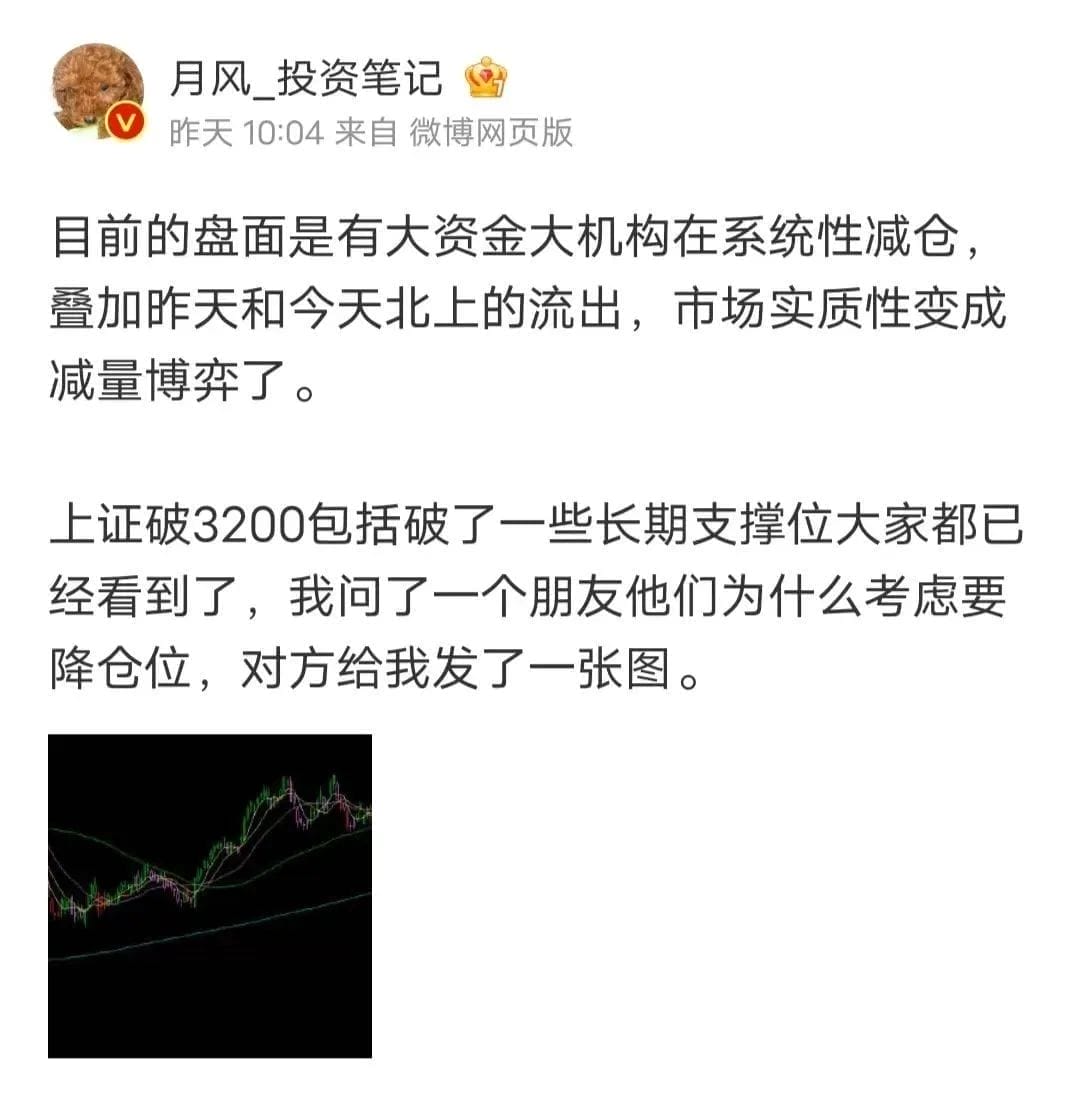 月风_投资笔记
昨天 10:04 来自 微博网页版
目前的盘面是有大资金大机构在系统性减仓，
叠加昨天和今天北上的流出，市场实质性变成
减量博弈了。
上证破3200包括破了一些长期支撑位大家都已
经看到了，我问了一个朋友他们为什么考虑要
降仓位，对方给我发了一张图。